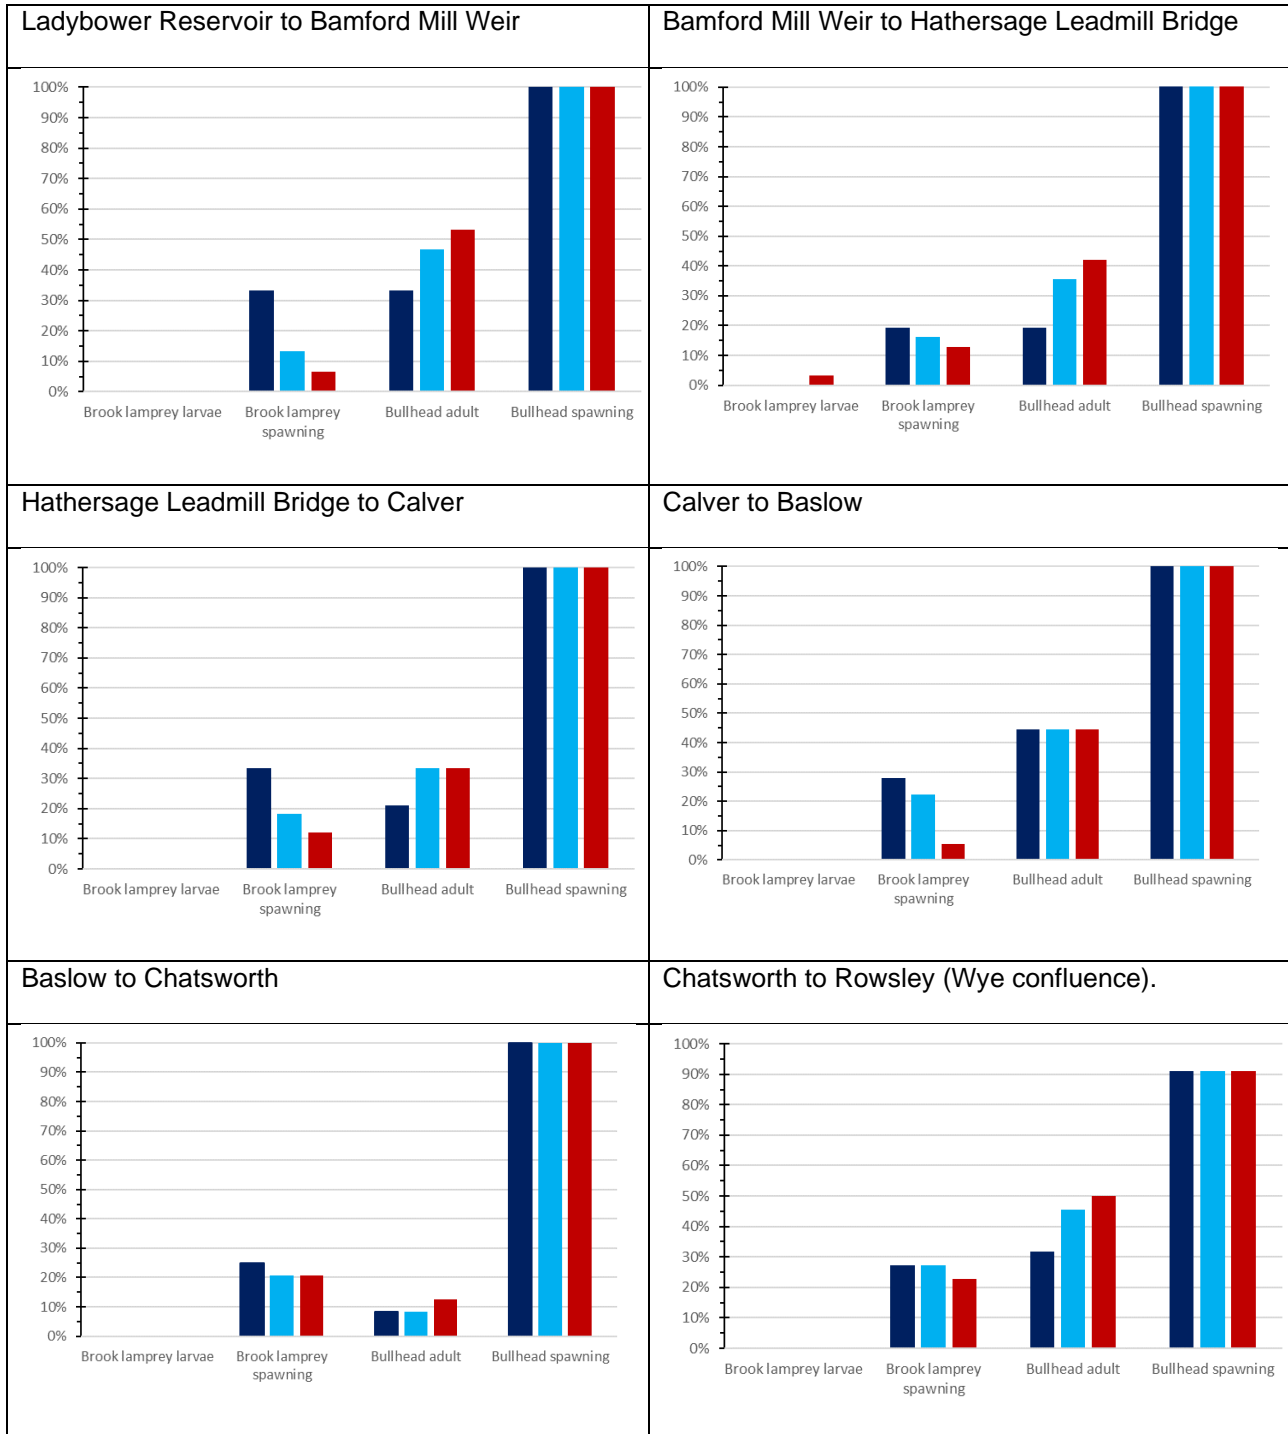 Ladybower Reservoir to Bamford Mill Weir
100%
90%
80%
70%
60%
50%
40%
30%
20%
10%
0%
Brook lamprey larvae
Brook lamprey
spawning
Bullhead adult
Bullhead spawning
Bamford Mill Weir to Hathersage Leadmill Bridge
100%
90%
80%
70%
60%
50%
40%
30%
20%
10%
0%
Brook lamprey larvae
Brook lamprey
spawning
Bullhead adult
Bullhead spawning
Hathersage Leadmill Bridge to Calver
100%
90%
80%
70%
60%
50%
40%
30%
20%
10%
0%
Brook lamprey larvae
Brook lamprey
spawning
Bullhead adult
Bullhead spawning
Calver to Baslow
100%
90%
80%
70%
60%
50%
40%
30%
20%
10%
0%
Brook lamprey larvae
Brook lamprey
spawning
Bullhead adult
Bullhead spawning
Baslow to Chatsworth
100%
90%
80%
70%
60%
50%
40%
30%
20%
10%
0%
Brook lamprey larvae
Brook lamprey
spawning
Bullhead adult
Bullhead spawning
Chatsworth to Rowsley (Wye confluence).
100%
90%
80%
70%
60%
50%
40%
30%
20%
10%
0%
Brook lamprey larvae
Brook lamprey
spawning
Bullhead adult
Bullhead spawning